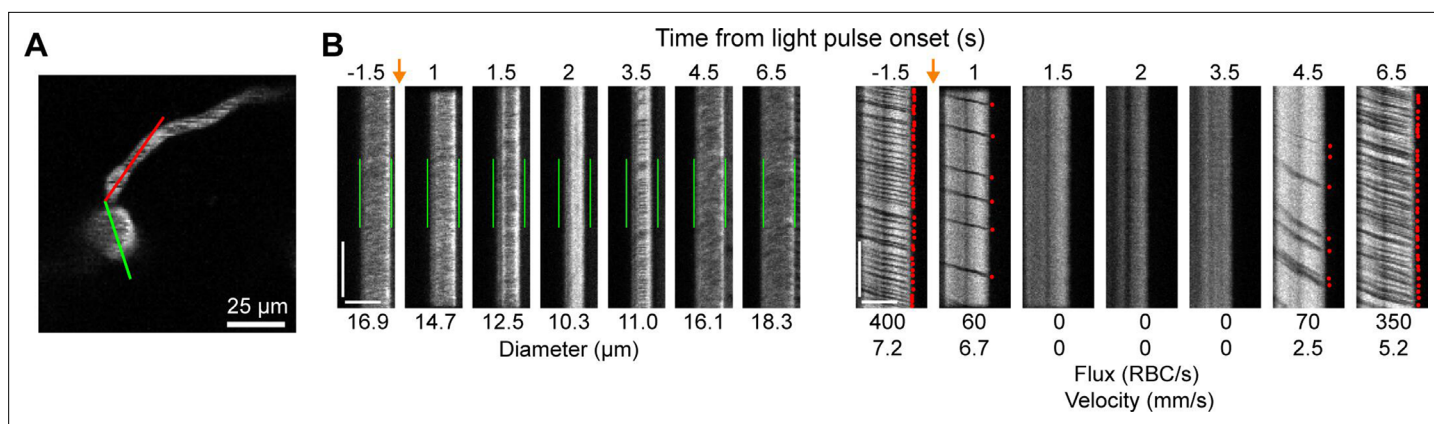 A
25 µm
B
Time from light pulse onset (s)
-1.5 1 1.5 2 3.5 4.5 6.5
16.9 14.7 12.5 10.3 11.0 16.1 18.3
Diameter (µm)
-1.5 1 1.5 2 3.5 4.5 6.5
400 60 0 0 0 70 350
7.2 6.7 0 0 0 2.5 5.2
Flux (RBC/s)
Velocity (mm/s)